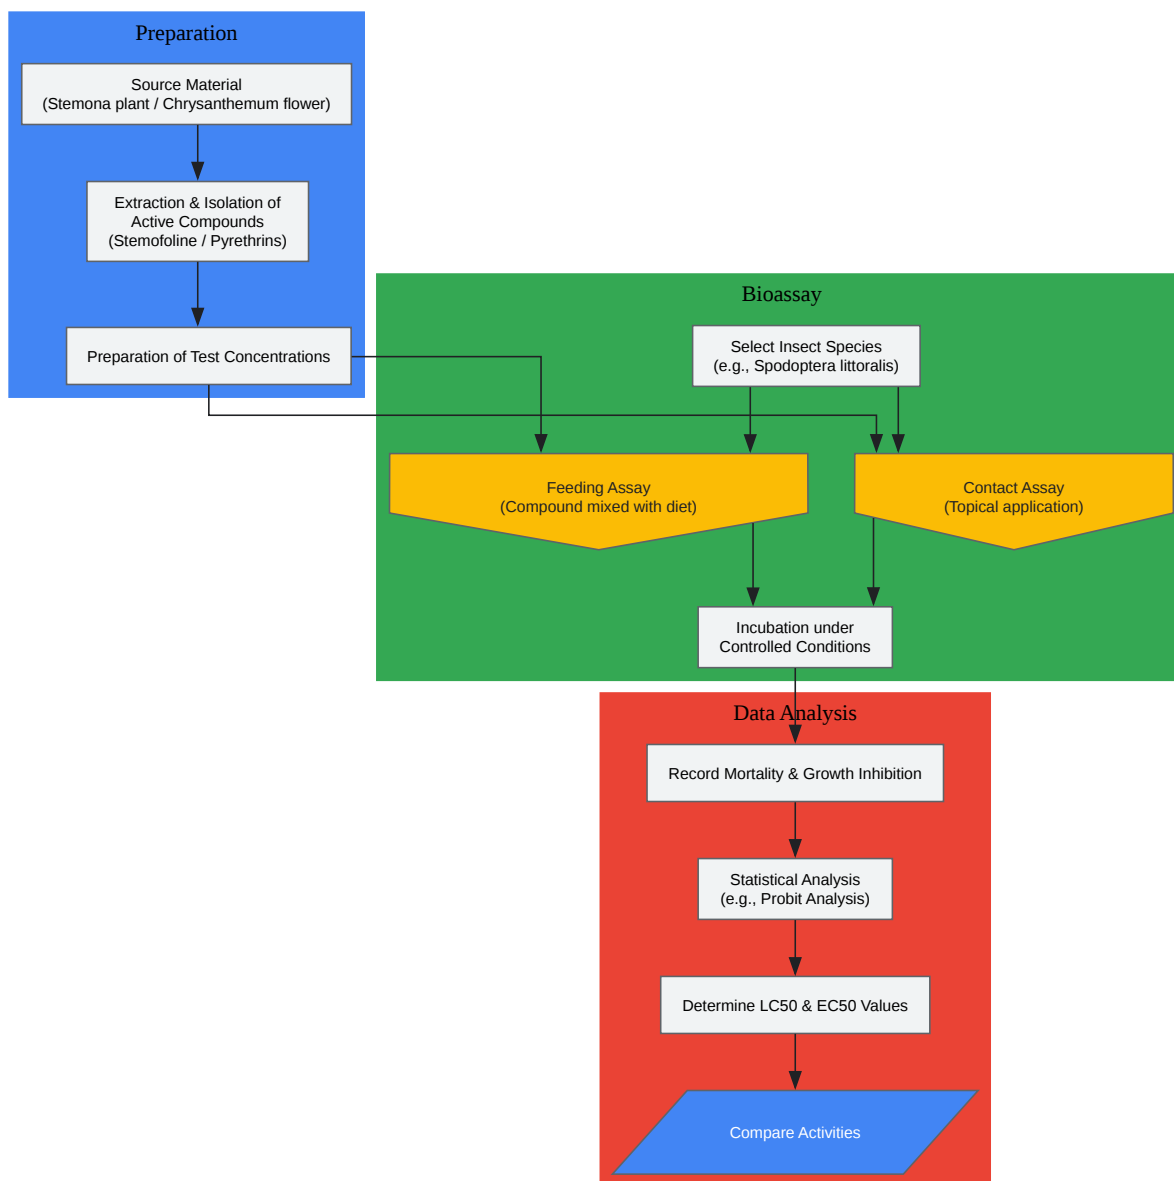 Preparation
Source Material
(Stemona plant / Chrysanthemum flower)
Extraction & Isolation of
Active Compounds
(Stemofoline / Pyrethrins)
Preparation of Test Concentrations
Bioassay
Select Insect Species
(e.g., Spodoptera littoralis)
Feeding Assay
(Compound mixed with diet)
Contact Assay
(Topical application)
Incubation under
Controlled Conditions
Data Analysis
Record Mortality & Growth Inhibition
Statistical Analysis
(e.g., Probit Analysis)
Determine LC50 & EC50 Values
Compare Activities